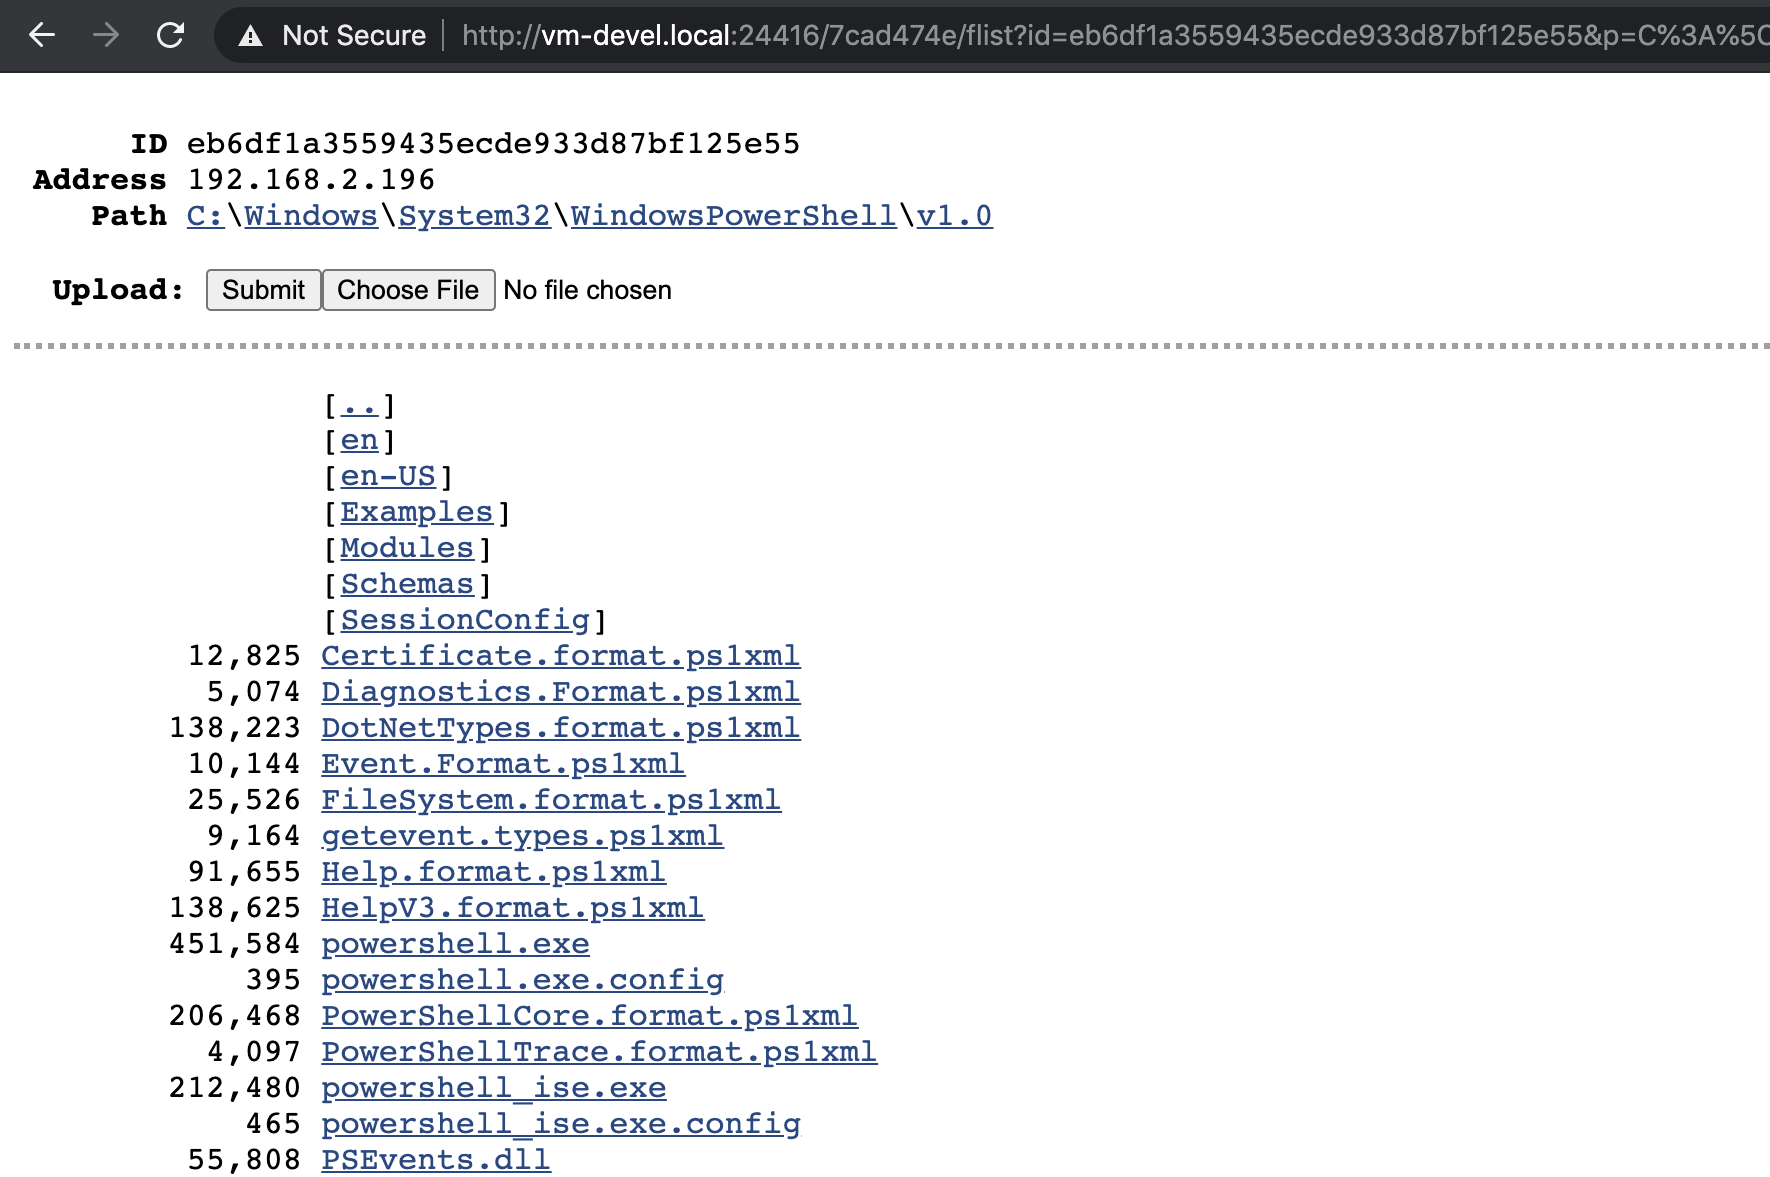 Not Secure http://vm-devel.local:24416/7cad474e/flist?id=eb6df1a3559435ecde933d87bf125e55&p=C%3A%5C
ID eb6df1a3559435ecde933d87bf125e55
Address 192.168.2.196
Path C:\Windows\System32\WindowsPowerShell\v1.0
Upload: Submit Choose File No file chosen
[..]
[en]
[en-US]
[Examples]
[Modules]
[Schemas]
[SessionConfig]
12,825 Certificate.format.ps1xml
5,074 Diagnostics.Format.ps1xml
138,223 DotNetTypes.format.ps1xml
10,144 Event.Format.ps1xml
25,526 FileSystem.format.ps1xml
9,164 getevent.types.ps1xml
91,655 Help.format.ps1xml
138,625 HelpV3.format.ps1xml
451,584 powershell.exe
395 powershell.exe.config
206,468 PowerShellCore.format.ps1xml
4,097 PowerShellTrace.format.ps1xml
212,480 powershell_ise.exe
465 powershell_ise.exe.config
55,808 PSEvents.dll